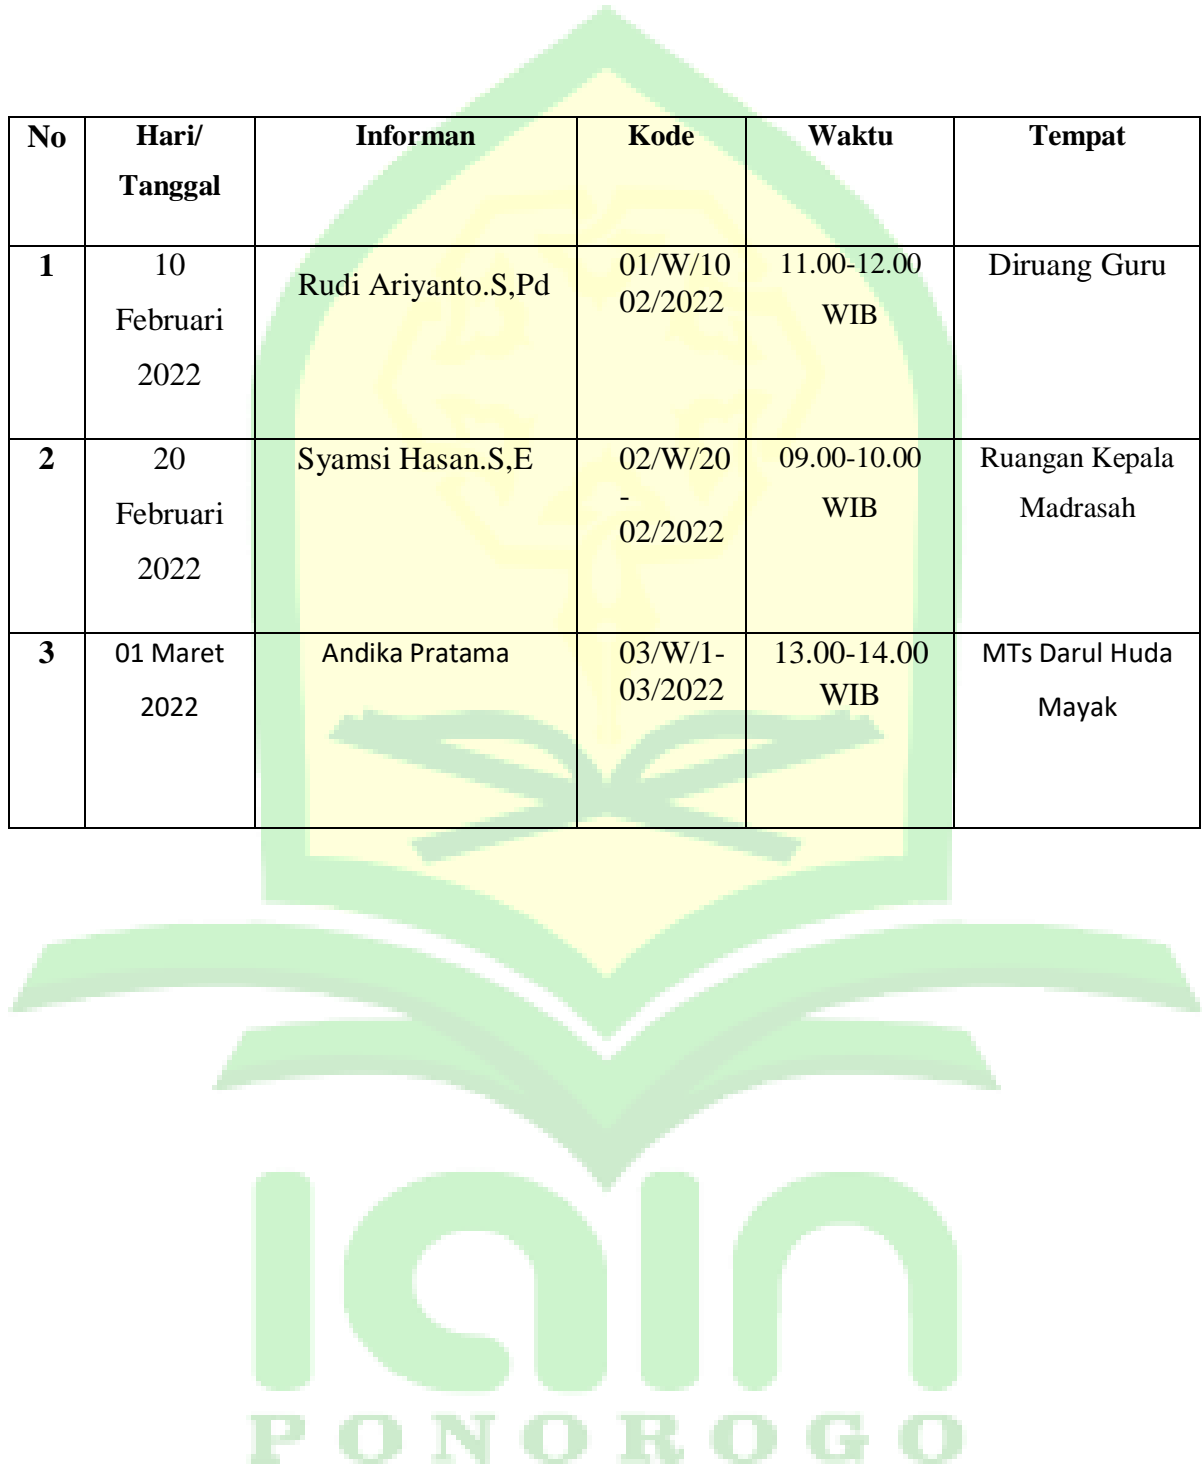 No Hari/ Informan Kode Waktu Tempat
Tanggal
1 10 Rudi Ariyanto.S,Pd 01/W/10 11.00-12.00 Diruang Guru
Februari 02/2022 WIB
2022
2 20 Syamsi Hasan.S,E 02/W/20 09.00-10.00 Ruangan Kepala
Februari - WIB Madrasah
2022 02/2022
3 01 Maret Andika Pratama 03/W/1- 13.00-14.00 MTs Darul Huda
2022 03/2022 WIB Mayak
iain
PONOROGO